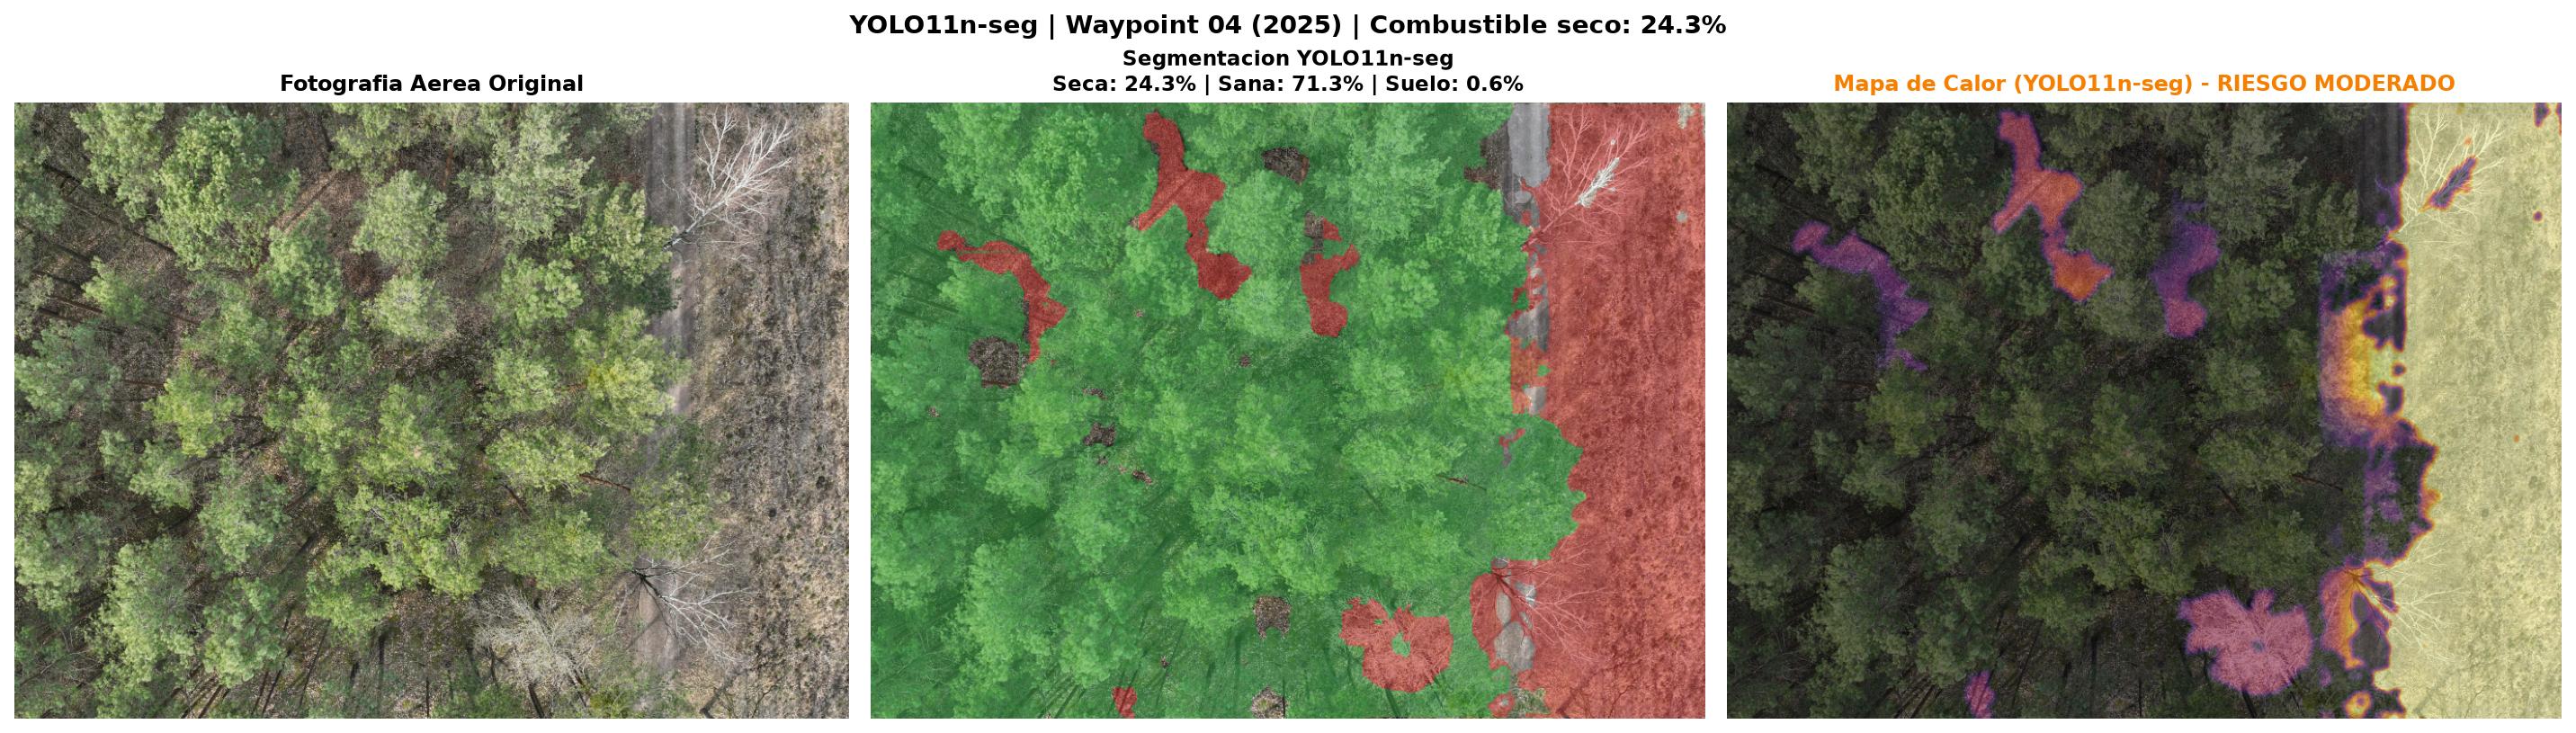 YOLO11n-seg | Waypoint 04 (2025) | Combustible seco: 24.3%
Fotografia Aerea Original
Segmentacion YOLO11n-seg
Seca: 24.3% | Sana: 71.3% | Suelo: 0.6%
Mapa de Calor (YOLO11n-seg) - RIESGO MODERADO